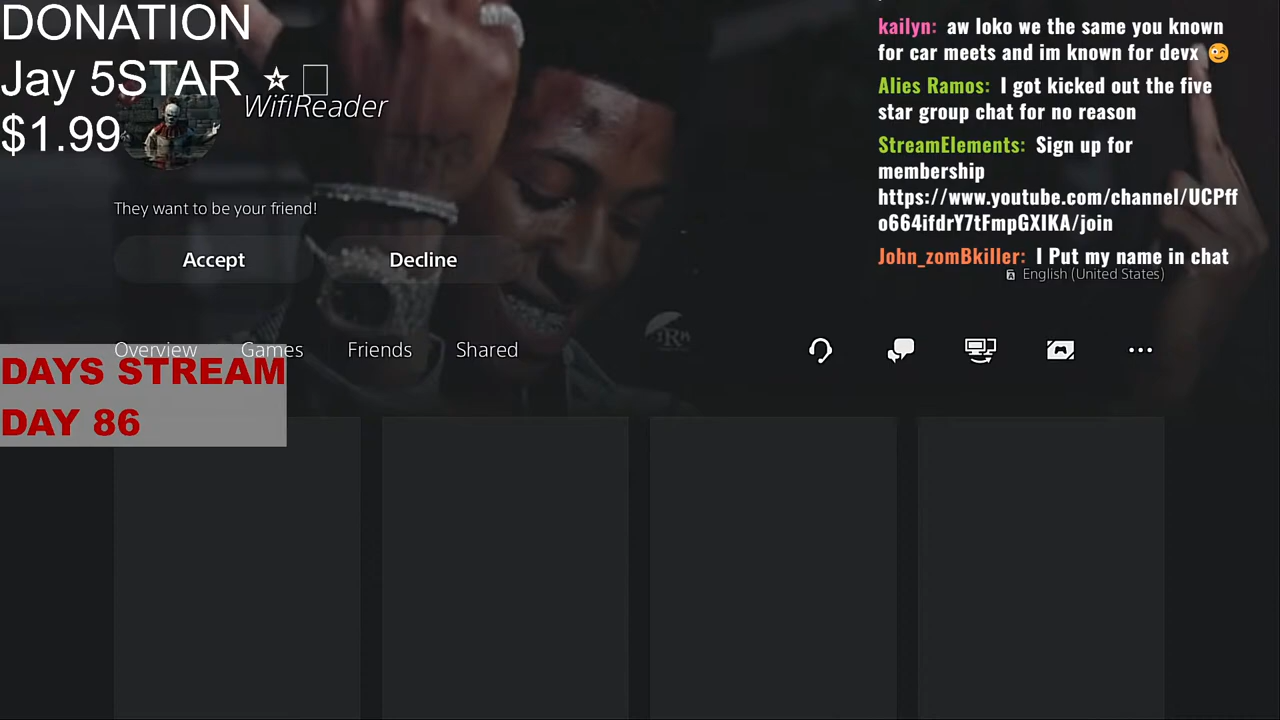 DONATION
Jay 5STAR ☆
$1.99
WifiReader
They want to be your friend!
Accept
Decline
Overview
Games
Friends
Shared
DAYS STREAM
DAY 86
kailyn: aw loko we the same you known
for car meets and im known for devx 😉
Alies Ramos: I got kicked out the five
star group chat for no reason
StreamElements: Sign up for
membership
https://www.youtube.com/channel/UCPff
o664ifdrY7tFmpGXIKA/join
John_zomBkiller: I Put my name in chat
English (United States)